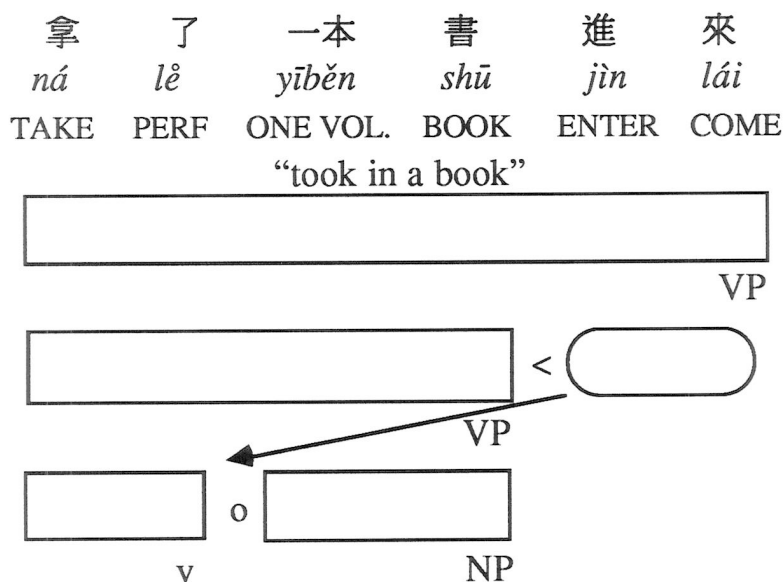 拿 了 一本 書 進 來
ná le̊ yīběn shū jìn lái
TAKE PERF ONE VOL. BOOK ENTER COME
“took in a book”
VP
<
VP
o
v NP